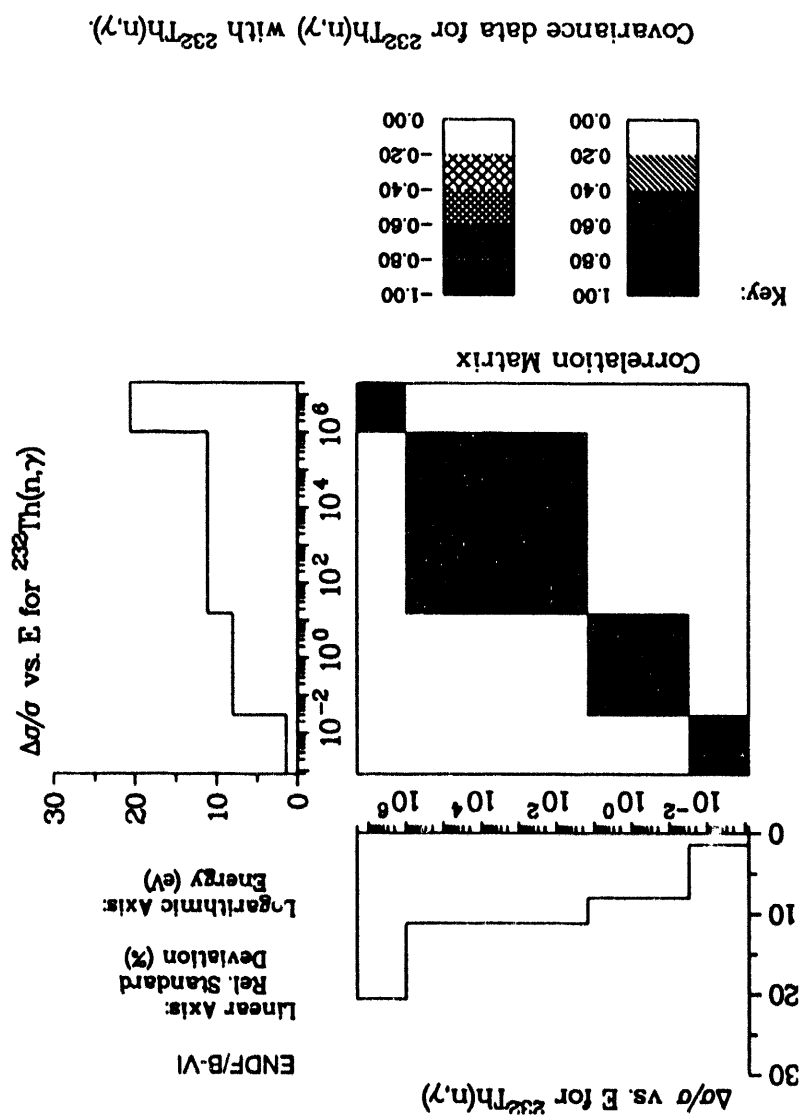 Δσ/σ vs. E for ²³²Th(n,γ)
30
20
10
0
10⁻² 10⁰ 10² 10⁴ 10⁶
ENDF/B-VI
Linear Axis:
Rel. Standard
Deviation (%)
Logarithmic Axis:
Energy (eV)
Δσ/σ vs. E for ²³²Th(n,γ)
30
20
10
0
10⁻²
10⁰
10²
10⁴
10⁶
Correlation Matrix
Key:
1.00
0.80
0.60
0.40
0.20
0.00
-1.00
-0.80
-0.60
-0.40
-0.20
0.00
Covariance data for ²³²Th(n,γ) with ²³²Th(n,γ).